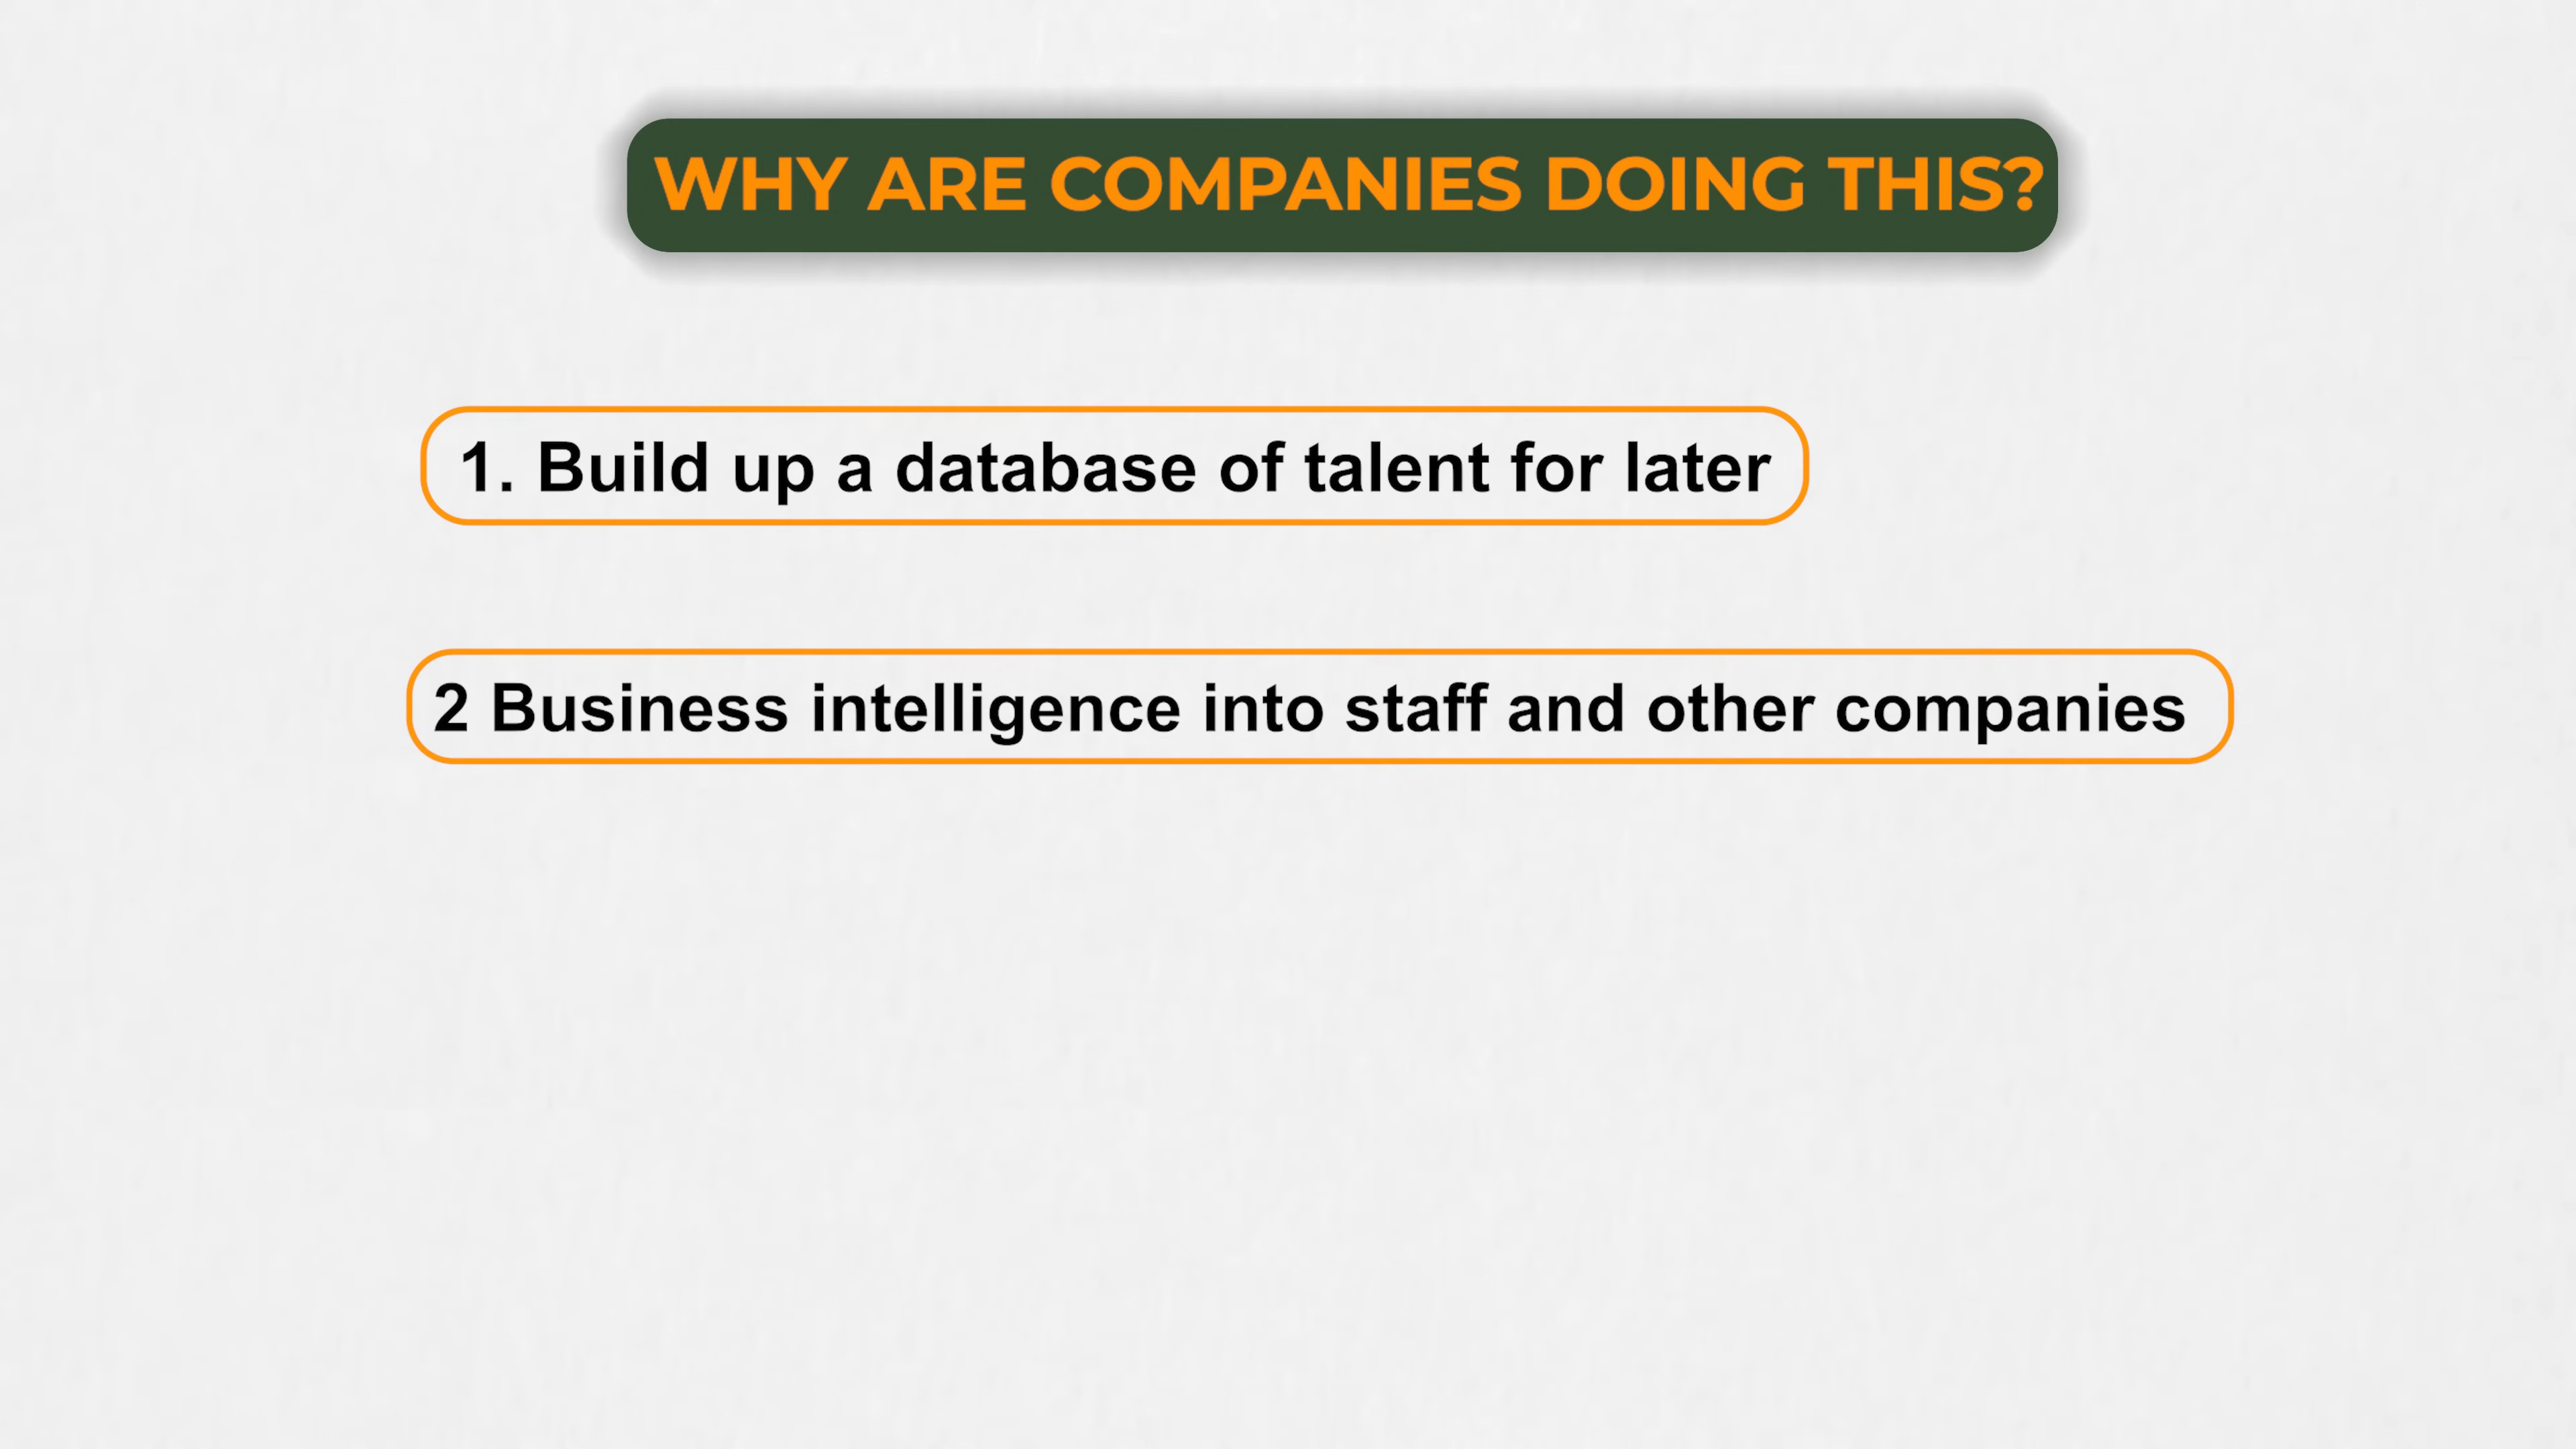 WHY ARE COMPANIES DOING THIS?
1. Build up a database of talent for later
2 Business intelligence into staff and other companies